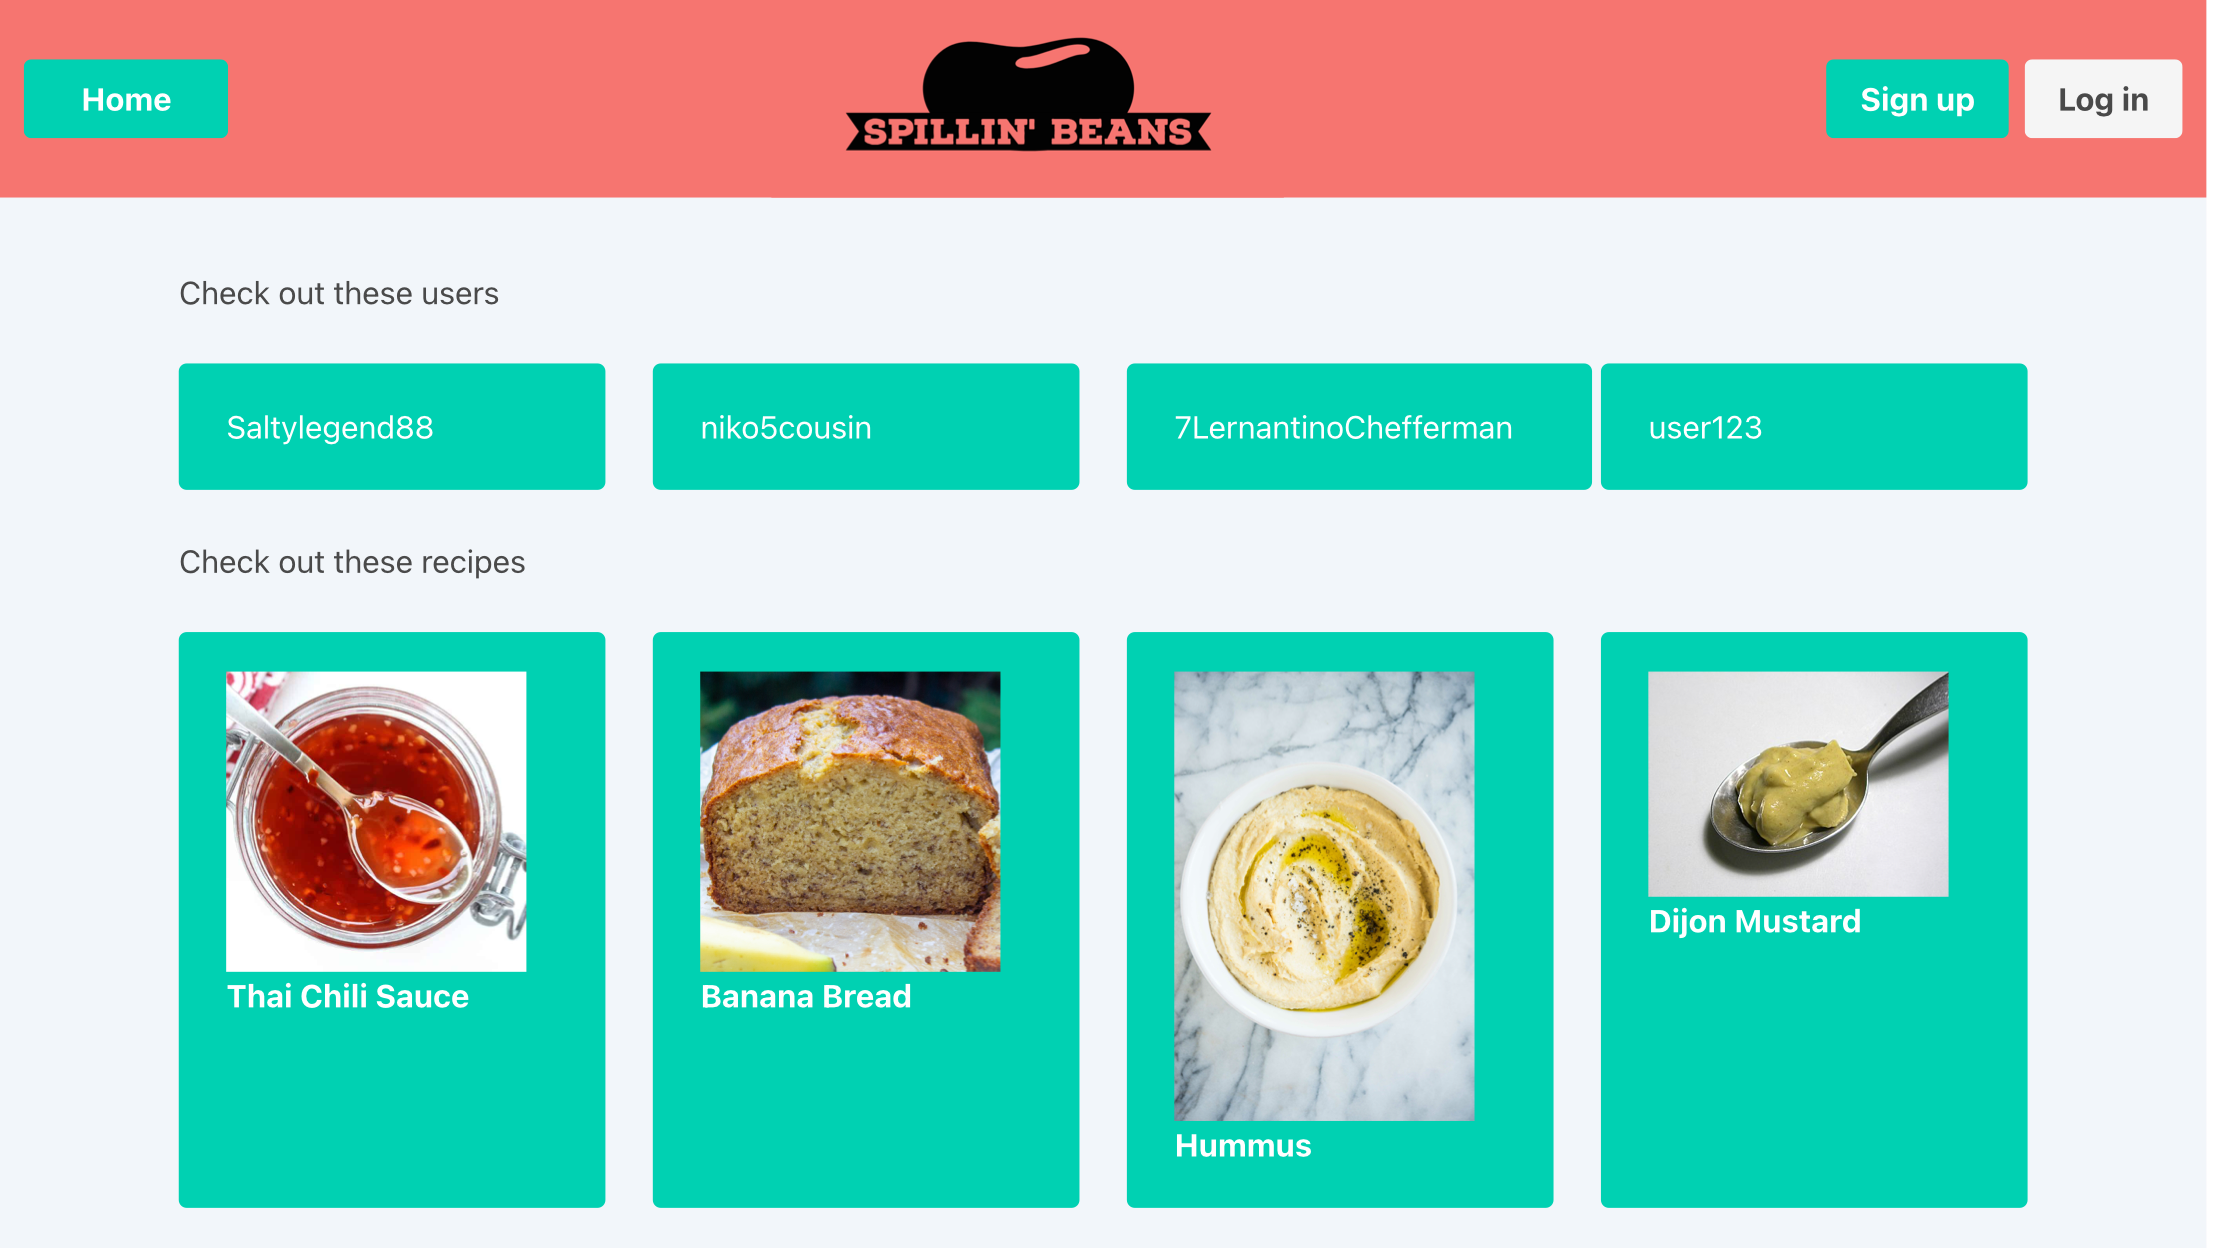 Home
SPILLIN' BEANS
Sign up
Log in
Check out these users
Saltylegend88
niko5cousin
7LernantinoChefferman
user123
Check out these recipes
Thai Chili Sauce
Banana Bread
Hummus
Dijon Mustard